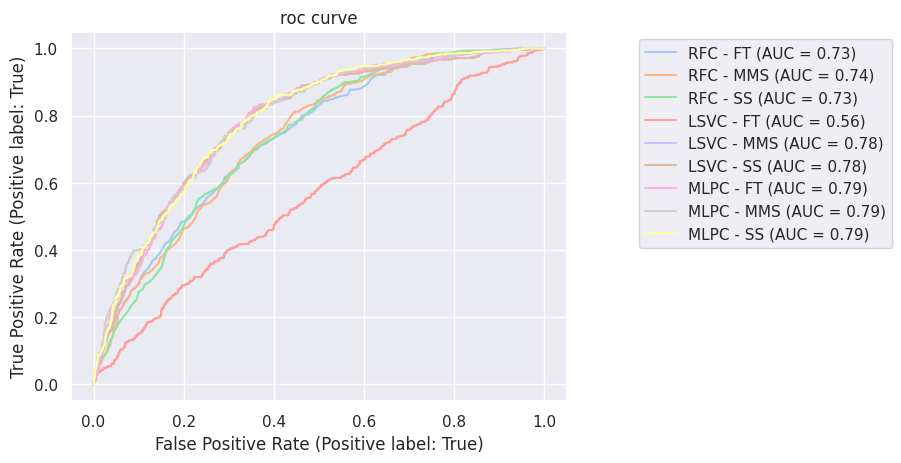 roc curve
True Positive Rate (Positive label: True)
1.0
0.8
0.6
0.4
0.2
0.0
0.0 0.2 0.4 0.6 0.8 1.0
False Positive Rate (Positive label: True)
RFC - FT (AUC = 0.73)
RFC - MMS (AUC = 0.74)
RFC - SS (AUC = 0.73)
LSVC - FT (AUC = 0.56)
LSVC - MMS (AUC = 0.78)
LSVC - SS (AUC = 0.78)
MLPC - FT (AUC = 0.79)
MLPC - MMS (AUC = 0.79)
MLPC - SS (AUC = 0.79)